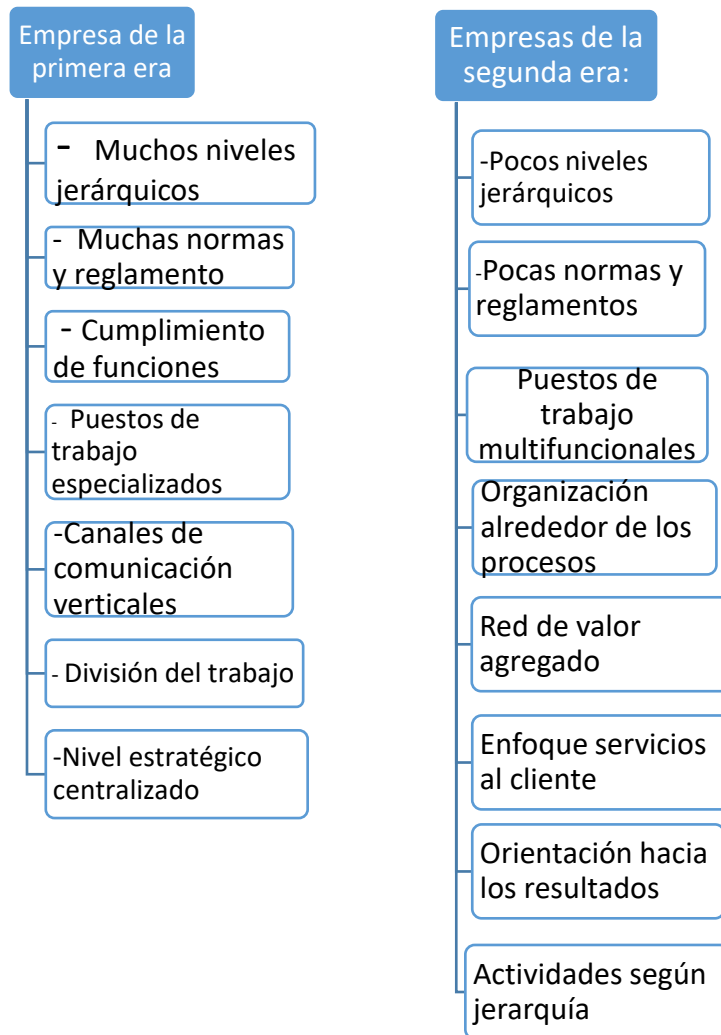 Empresa de la
primera era
- Muchos niveles
jerárquicos
- Muchas normas
y reglamento
- Cumplimiento
de funciones
- Puestos de
trabajo
especializados
-Canales de
comunicación
verticales
- División del trabajo
-Nivel estratégico
centralizado
Empresas de la
segunda era:
-Pocos niveles
jerárquicos
-Pocas normas y
reglamentos
Puestos de
trabajo
multifuncionales
Organización
alrededor de los
procesos
Red de valor
agregado
Enfoque servicios
al cliente
Orientación hacia
los resultados
Actividades según
jerarquía